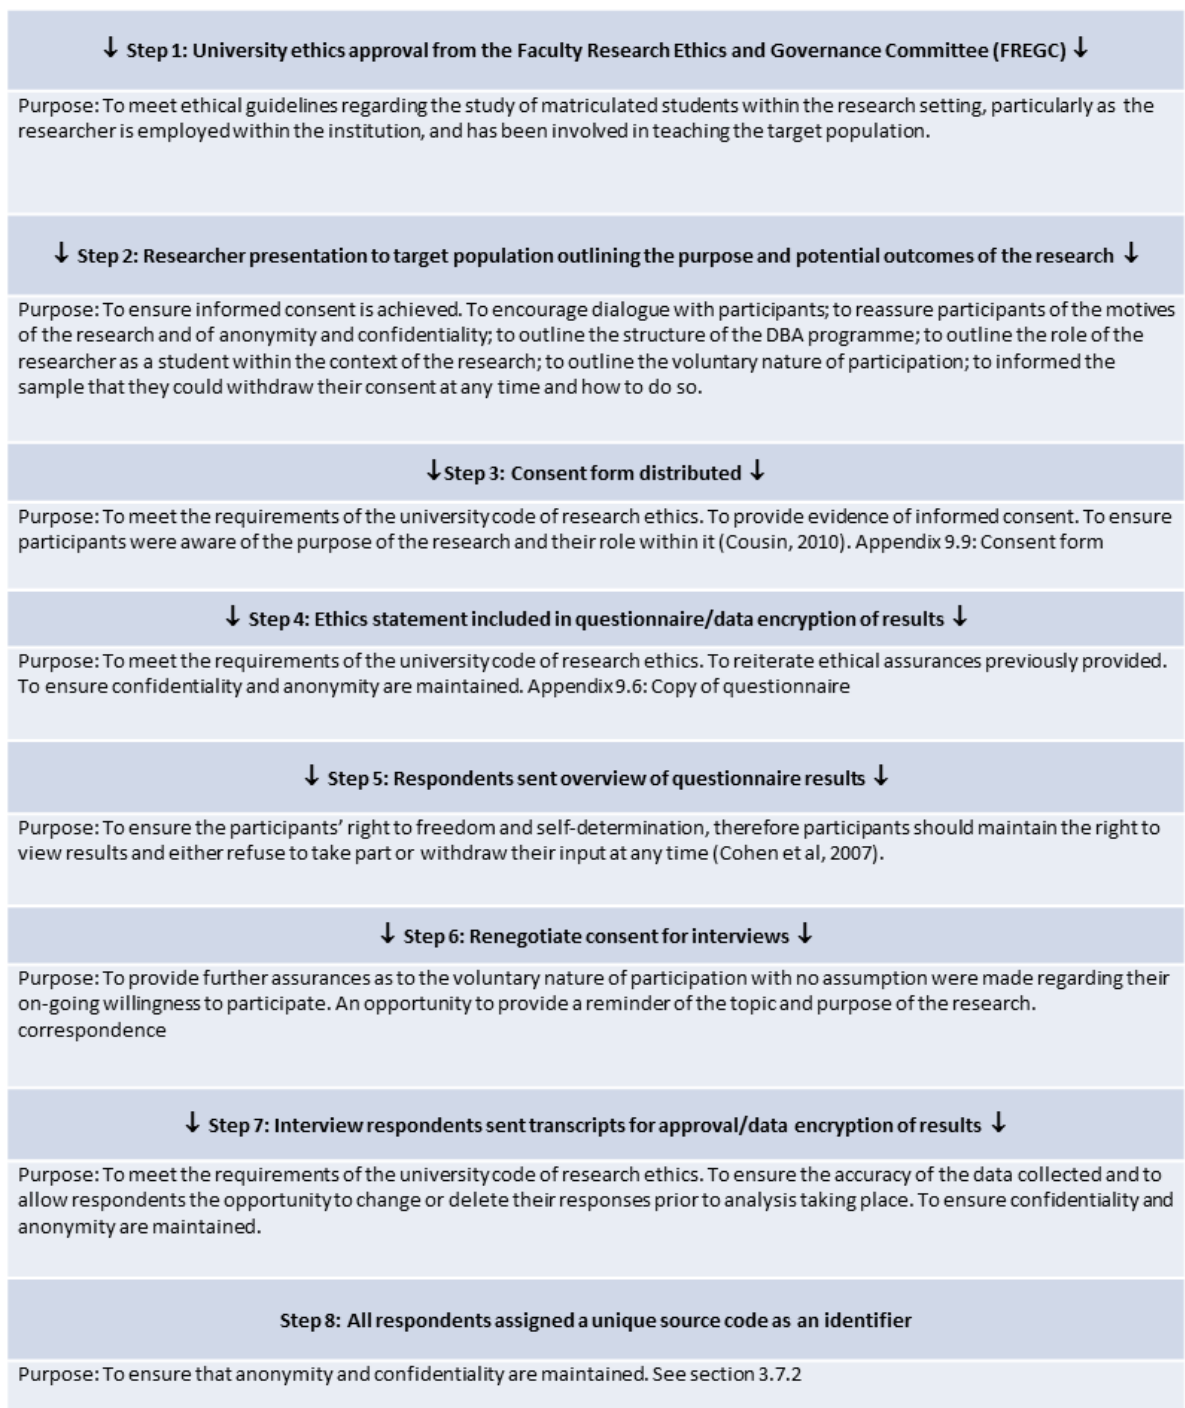 ↓ Step 1: University ethics approval from the Faculty Research Ethics and Governance Committee (FREGC) ↓
Purpose: To meet ethical guidelines regarding the study of matriculated students within the research setting, particularly as the
researcher is employed within the institution, and has been involved in teaching the target population.
↓ Step 2: Researcher presentation to target population outlining the purpose and potential outcomes of the research ↓
Purpose: To ensure informed consent is achieved. To encourage dialogue with participants; to reassure participants of the motives
of the research and of anonymity and confidentiality; to outline the structure of the DBA programme; to outline the role of the
researcher as a student within the context of the research; to outline the voluntary nature of participation; to informed the
sample that they could withdraw their consent at any time and how to do so.
↓Step 3: Consent form distributed ↓
Purpose: To meet the requirements of the university code of research ethics. To provide evidence of informed consent. To ensure
participants were aware of the purpose of the research and their role within it (Cousin, 2010). Appendix 9.9: Consent form
↓ Step 4: Ethics statement included in questionnaire/data encryption of results ↓
Purpose: To meet the requirements of the university code of research ethics. To reiterate ethical assurances previously provided.
To ensure confidentiality and anonymity are maintained. Appendix 9.6: Copy of questionnaire
↓ Step 5: Respondents sent overview of questionnaire results ↓
Purpose: To ensure the participants' right to freedom and self-determination, therefore participants should maintain the right to
view results and either refuse to take part or withdraw their input at any time (Cohen et al, 2007).
↓ Step 6: Renegotiate consent for interviews ↓
Purpose: To provide further assurances as to the voluntary nature of participation with no assumption were made regarding their
on-going willingness to participate. An opportunity to provide a reminder of the topic and purpose of the research.
correspondence
↓ Step 7: Interview respondents sent transcripts for approval/data encryption of results ↓
Purpose: To meet the requirements of the university code of research ethics. To ensure the accuracy of the data collected and to
allow respondents the opportunity to change or delete their responses prior to analysis taking place. To ensure confidentiality and
anonymity are maintained.
Step 8: All respondents assigned a unique source code as an identifier
Purpose: To ensure that anonymity and confidentiality are maintained. See section 3.7.2